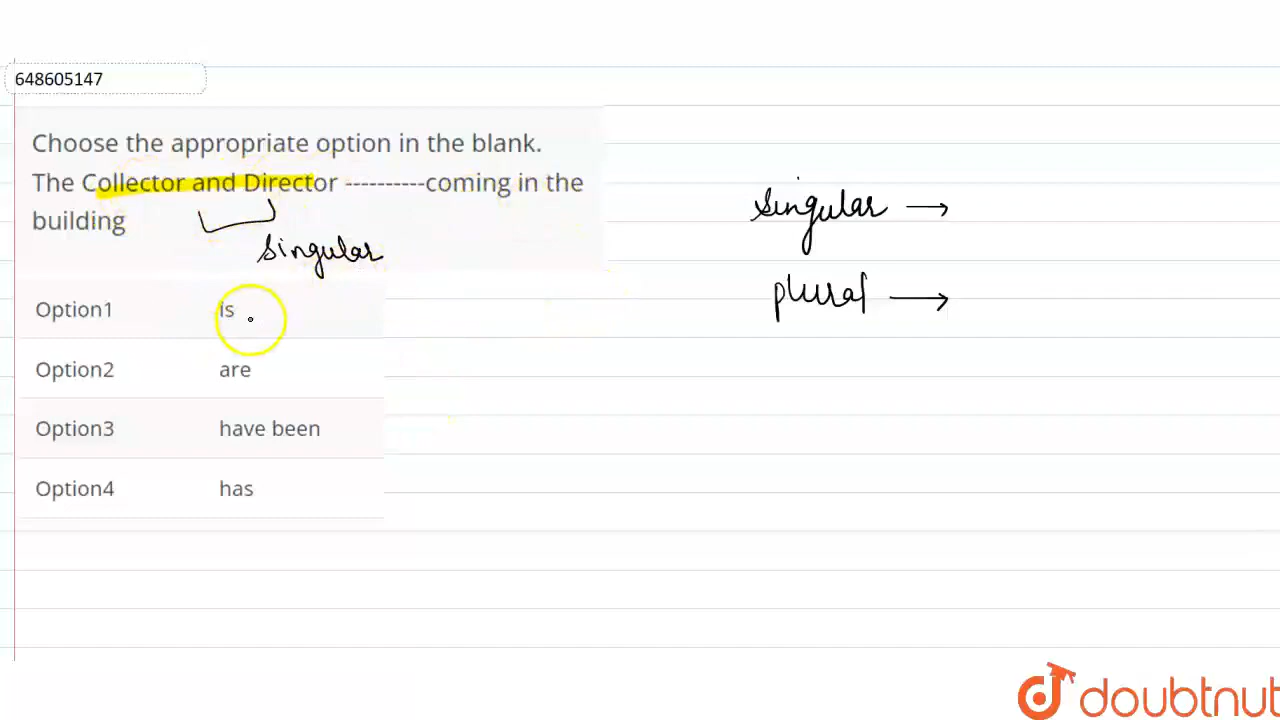 648605147
Choose the appropriate option in the blank.
The Collector and Director ----------coming in the
building
singular
Option1 is
Option2 are
Option3 have been
Option4 has
singular →
plural →
doubtnut